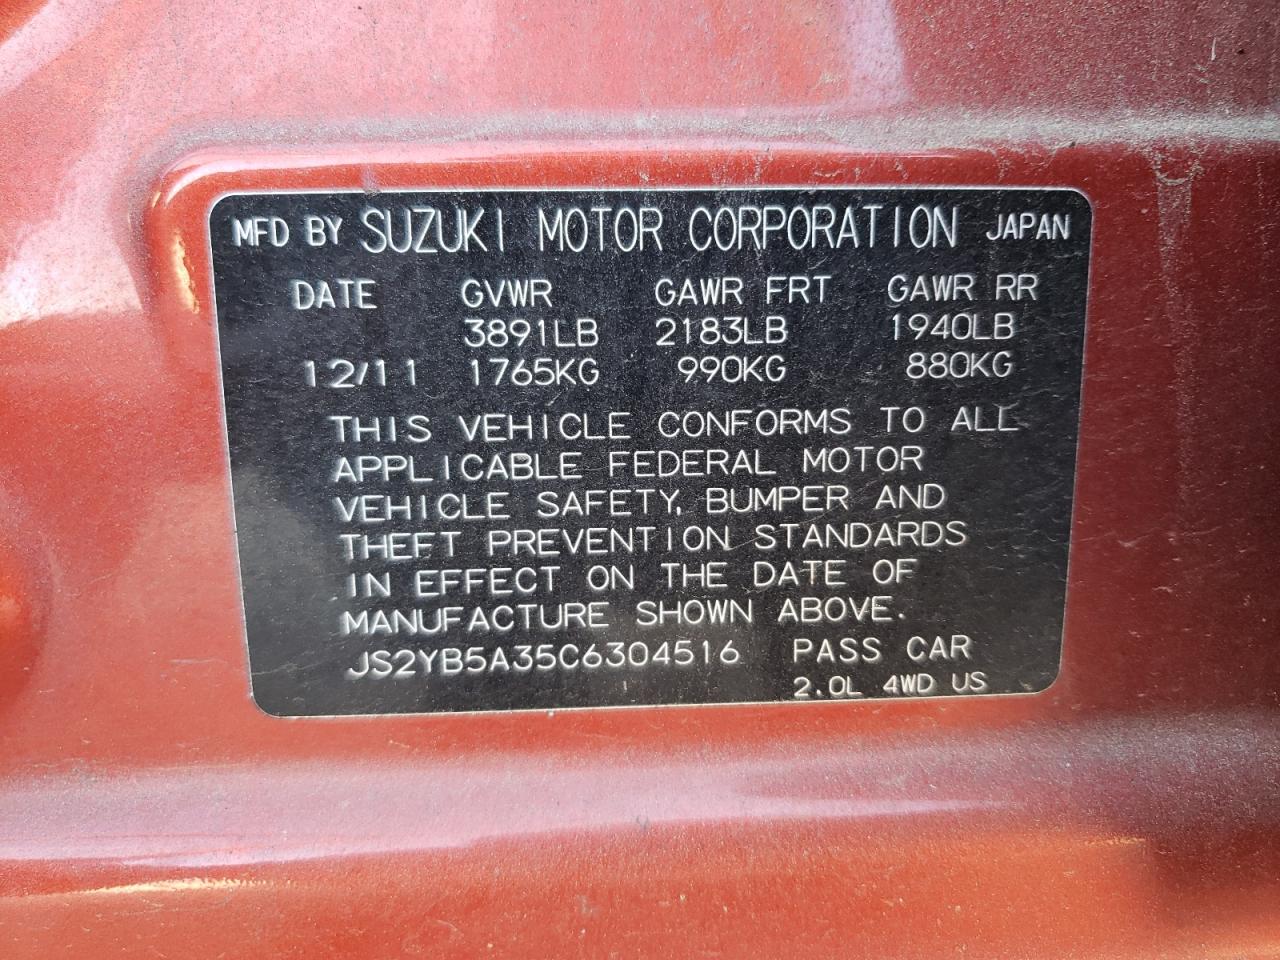 MFD BY SUZUKI MOTOR CORPORATION JAPAN
DATE GVWR GAWR FRT GAWR RR
3891LB 2183LB 1940LB
12/11 1765KG 990KG 880KG
THIS VEHICLE CONFORMS TO ALL
APPLICABLE FEDERAL MOTOR
VEHICLE SAFETY, BUMPER AND
THEFT PREVENTION STANDARDS
IN EFFECT ON THE DATE OF
MANUFACTURE SHOWN ABOVE.
JS2YB5A35C6304516 PASS CAR
2.0L 4WD US